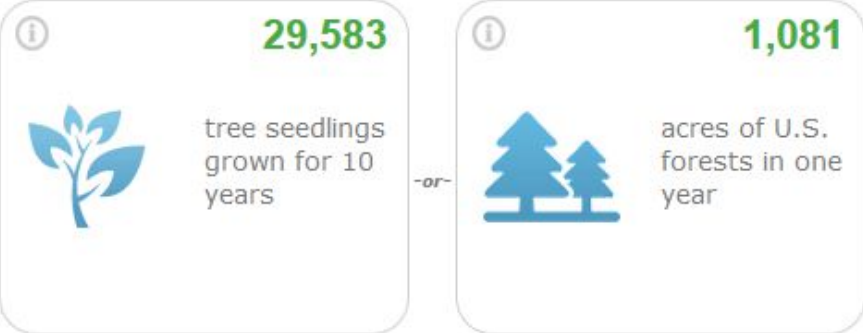 29,583
tree seedlings
grown for 10
years
-or-
1,081
acres of U.S.
forests in one
year